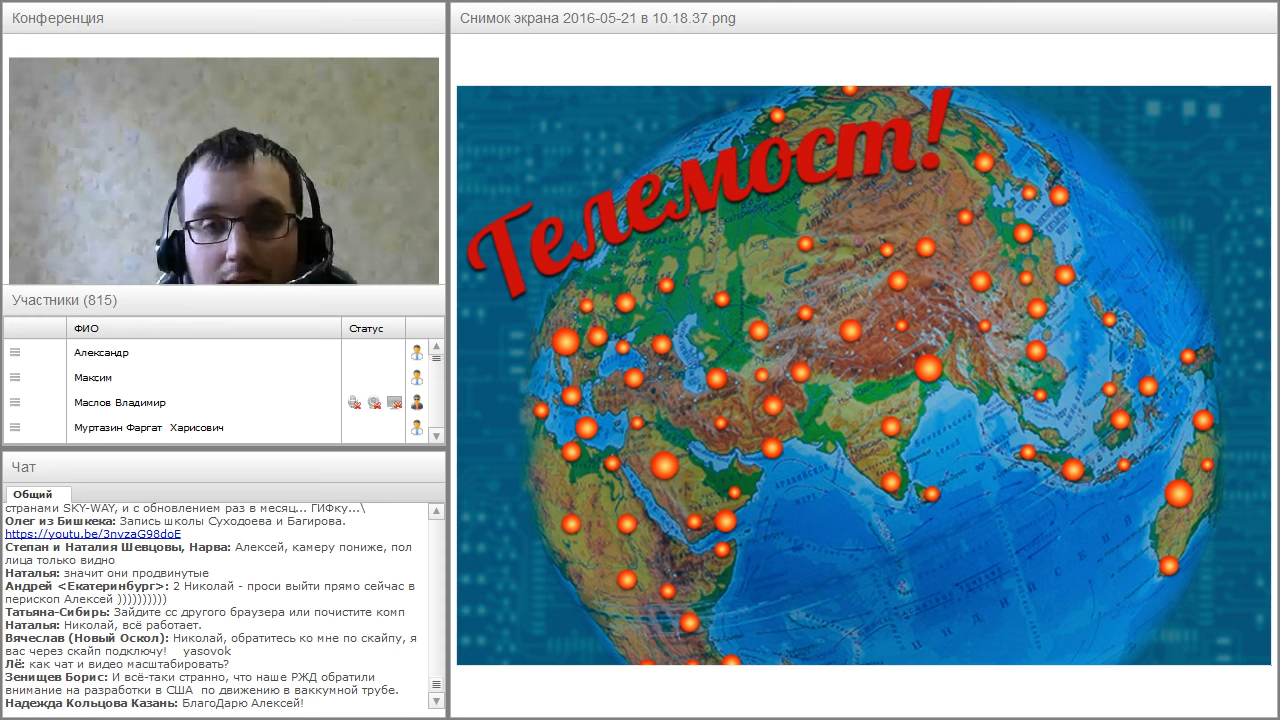 Конференция
Снимок экрана 2016-05-21 в 10.18.37.png
Телемост!
Участники (815)
ФИО
Статус
Александр
Максим
Маслов Владимир
Муртазин Фаргат Харисович
Чат
Общий
странами SKY-WAY, и с обновлением раз в месяц... ГИФку...\
Олег из Бишкека: Запись школы Суходоева и Багирова.
https://youtu.be/3nvzaG98doE
Степан и Наталия Шевцовы, Нарва: Алексей, камеру пониже, пол
лица только видно
Наталья: значит они продвинутые
Андрей <Екатеринбург>: 2 Николай - проси выйти прямо сейчас в
перископ Алексей ))))))))))
Татьяна-Сибирь: Зайдите сс другого браузера или почистите комп
Наталья: Николай, всё работает.
Вячеслав (Новый Оскол): Николай, обратитесь ко мне по скайпу, я
вас через скайп подключу! yasovok
Лё: как чат и видео масштабировать?
Зенищев Борис: И всё-таки странно, что наше РЖД обратили
внимание на разработки в США по движению в ваккумной трубе.
Надежда Кольцова Казань: БлагоДарю Алексей!